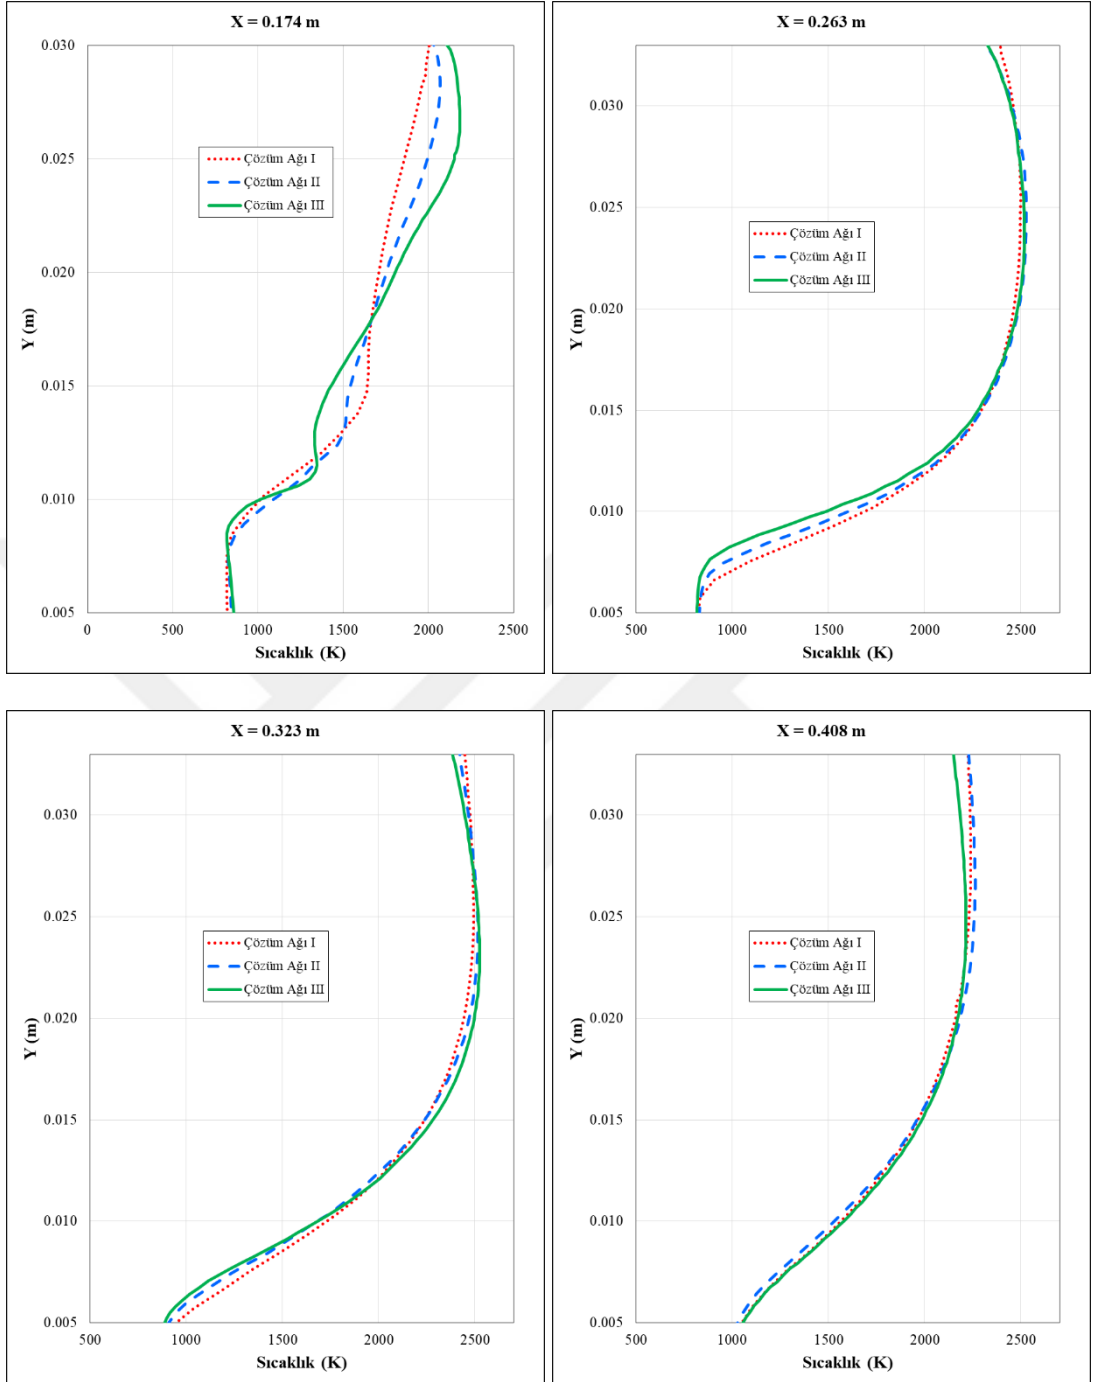 X = 0.174 m
0.030
0.025
0.020
0.015
0.010
0.005
Y (m)
Çözüm Ağı I
Çözüm Ağı II
Çözüm Ağı III
0 500 1000 1500 2000 2500
Sıcaklık (K)
X = 0.263 m
0.030
0.025
0.020
0.015
0.010
0.005
Y (m)
Çözüm Ağı I
Çözüm Ağı II
Çözüm Ağı III
500 1000 1500 2000 2500
Sıcaklık (K)
X = 0.323 m
0.030
0.025
0.020
0.015
0.010
0.005
Y (m)
Çözüm Ağı I
Çözüm Ağı II
Çözüm Ağı III
500 1000 1500 2000 2500
Sıcaklık (K)
X = 0.408 m
0.030
0.025
0.020
0.015
0.010
0.005
Y (m)
Çözüm Ağı I
Çözüm Ağı II
Çözüm Ağı III
500 1000 1500 2000 2500
Sıcaklık (K)